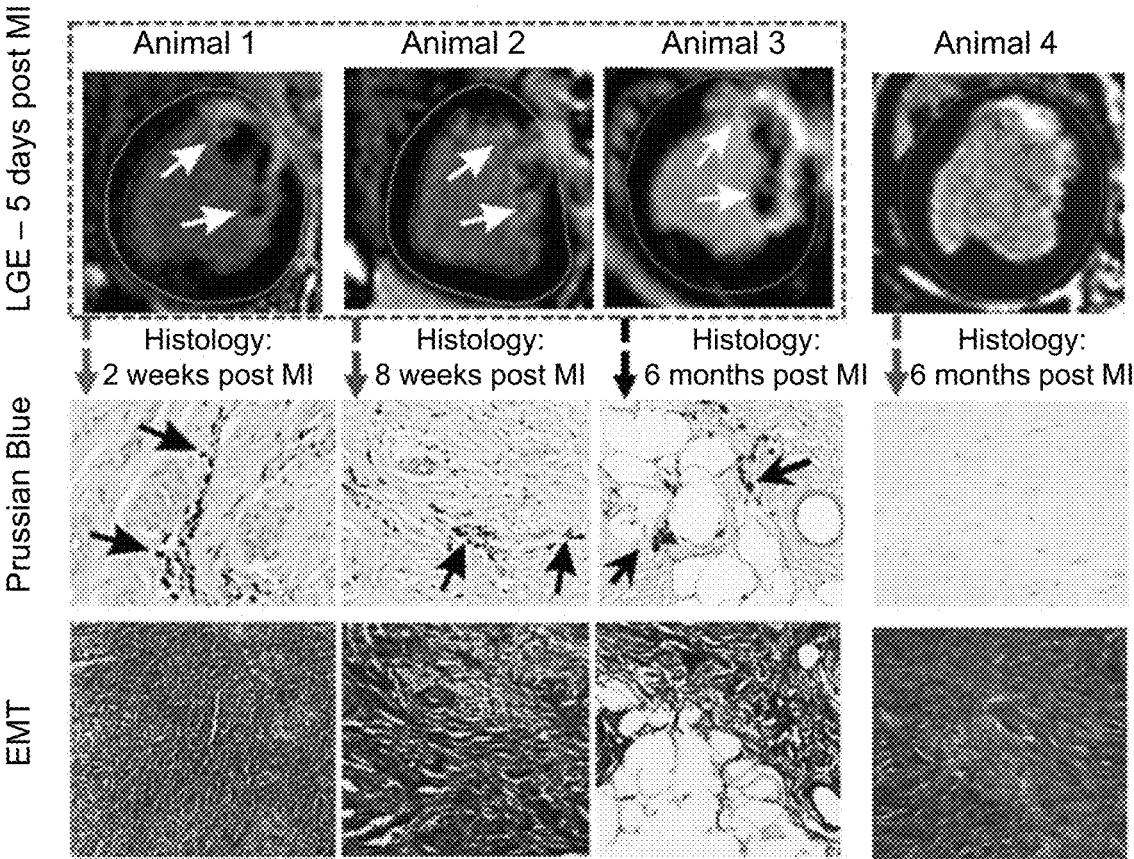 LGE – 5 days post MI
Animal 1
Animal 2
Animal 3
Animal 4
Histology:
2 weeks post MI
Histology:
8 weeks post MI
Histology:
6 months post MI
Histology:
6 months post MI
Prussian Blue
EMT